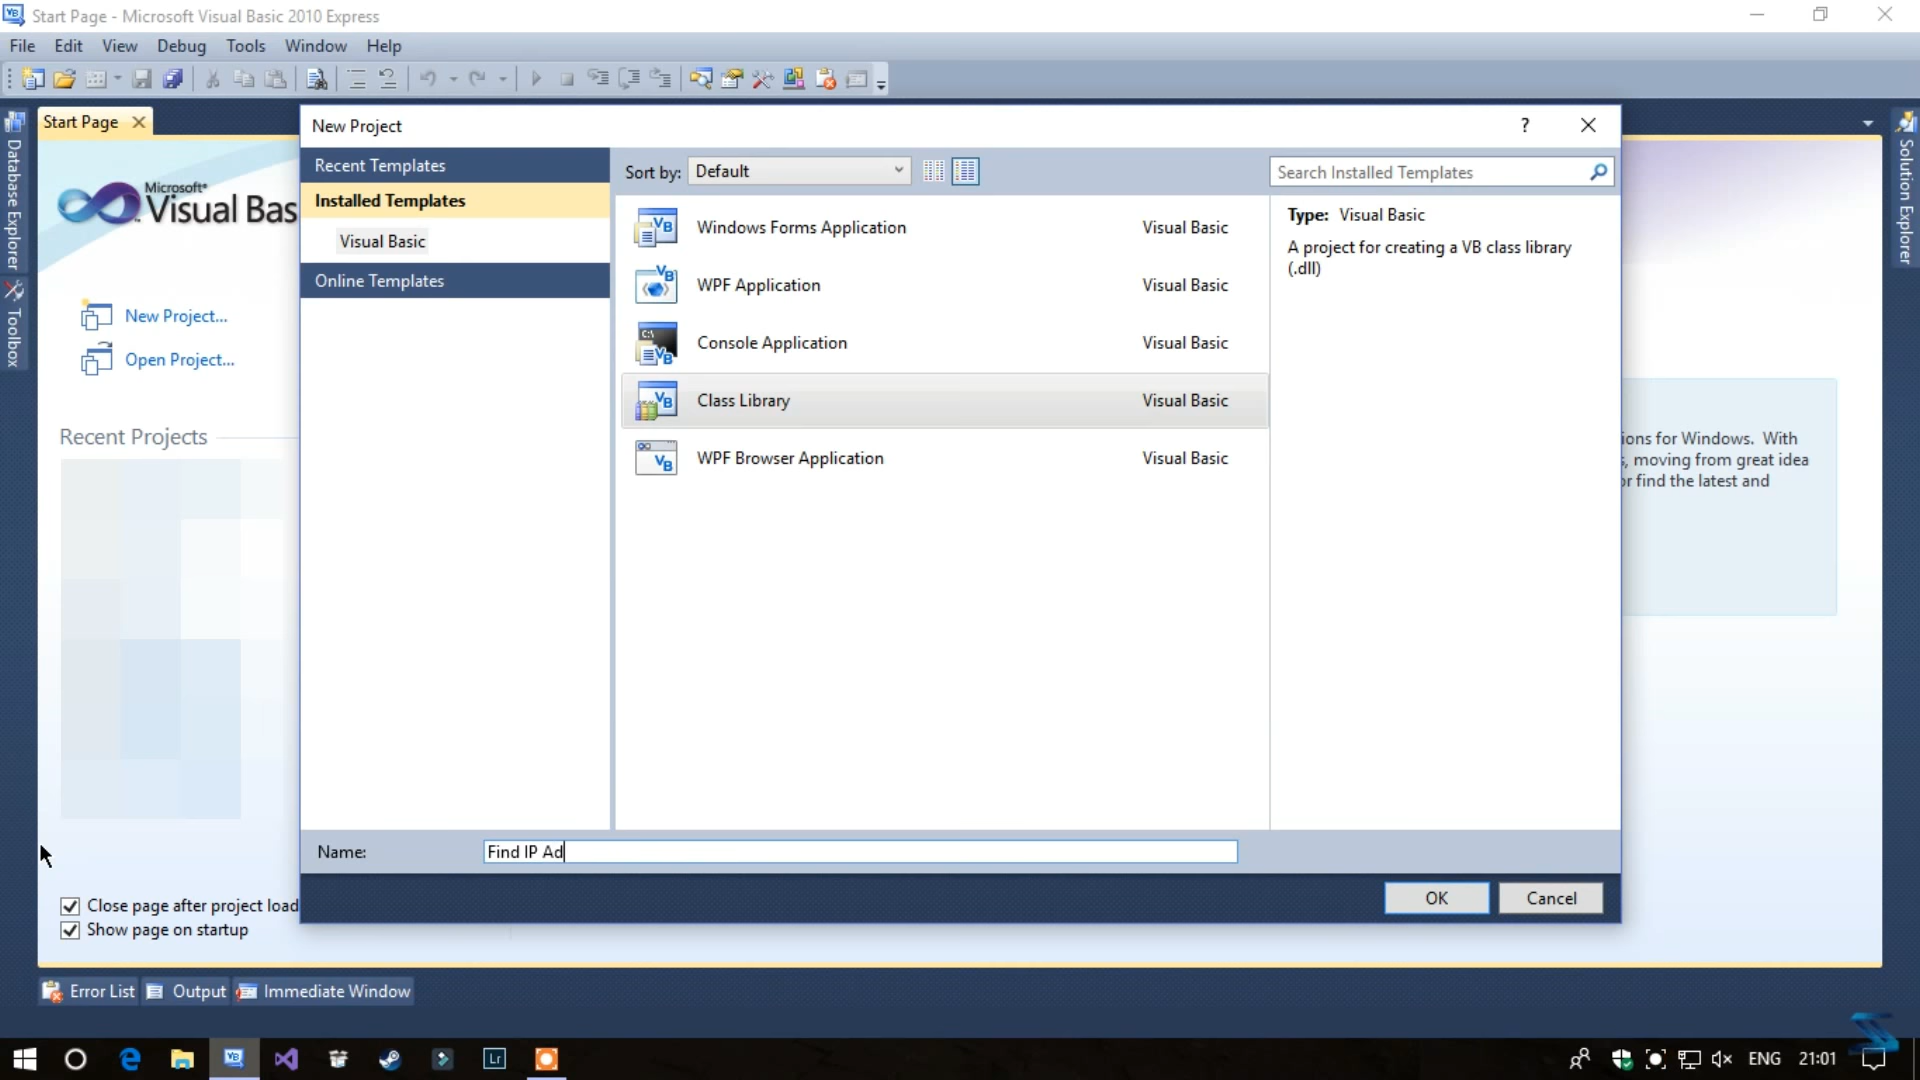 Start Page - Microsoft Visual Basic 2010 Express
File Edit View Debug Tools Window Help
Start Page
Database Explorer
Toolbox
Solution Explorer
Microsoft®
Visual Bas
New Project...
Open Project...
Recent Projects
Close page after project load
Show page on startup
New Project
?
Recent Templates
Installed Templates
Visual Basic
Online Templates
Sort by: Default
Search Installed Templates
Windows Forms Application Visual Basic
WPF Application Visual Basic
Console Application Visual Basic
Class Library Visual Basic
WPF Browser Application Visual Basic
Type: Visual Basic
A project for creating a VB class library
(.dll)
Name: Find IP Ad
OK Cancel
ions for Windows. With
, moving from great idea
or find the latest and
Error List Output Immediate Window
Lr
ENG 21:01